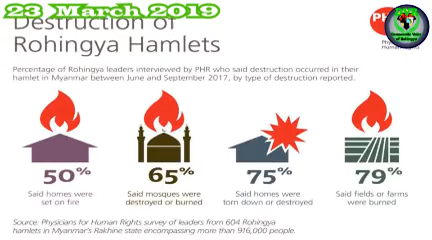 23 March 2019
Destruction of
Rohingya Hamlets
Percentage of Rohingya leaders interviewed by PHR who said destruction occurred in their
hamlet in Myanmar between June and September 2017, by type of destruction reported.
50%
Said homes were
set on fire
65%
Said mosques were
destroyed or burned
75%
Said homes were
torn down or destroyed
79%
Said fields or farms
were burned
Source: Physicians for Human Rights survey of leaders from 604 Rohingya
hamlets in Myanmar's Rakhine state encompassing more than 916,000 people.